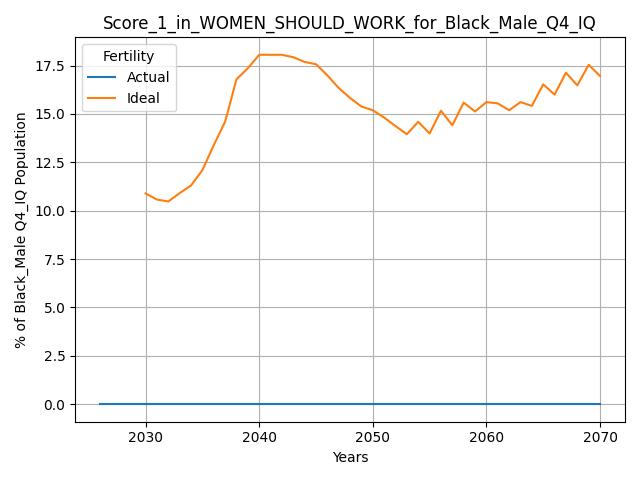 Score_1_in_WOMEN_SHOULD_WORK_for_Black_Male_Q4_IQ
Fertility
Actual
Ideal
% of Black_Male Q4_IQ Population
17.5
15.0
12.5
10.0
7.5
5.0
2.5
0.0
2030
2040
2050
2060
2070
Years